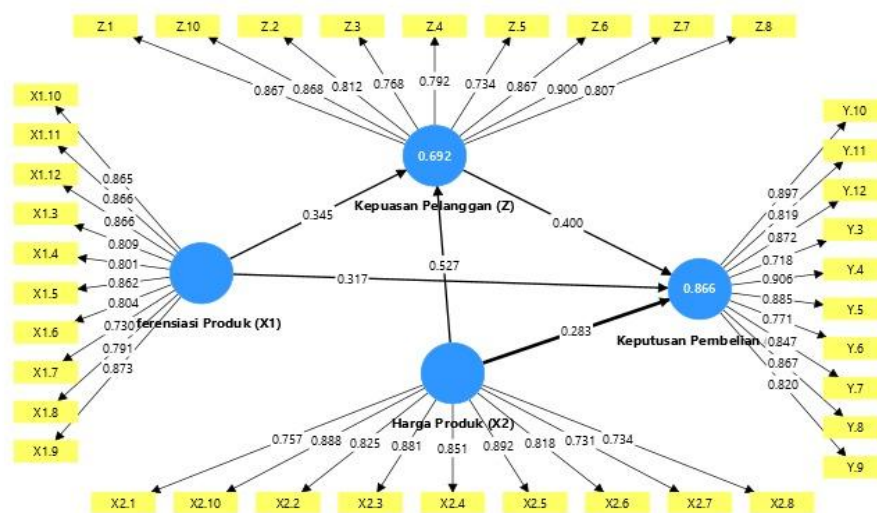 Z.1
Z.10
Z.2
Z.3
Z.4
Z.5
Z.6
Z.7
Z.8
0.867
0.868
0.812
0.768
0.792
0.734
0.867
0.900
0.807
X1.10
X1.11
X1.12
X1.3
X1.4
X1.5
X1.6
X1.7
X1.8
X1.9
0.865
0.866
0.866
0.809
0.801
0.862
0.804
0.730
0.791
0.873
0.692
Kepuasan Pelanggan (Z)
0.345
0.400
0.527
0.317
0.283
ferensiasi Produk (X1)
0.866
Keputusan Pembelian
Y.10
Y.11
Y.12
Y.3
Y.4
Y.5
Y.6
Y.7
Y.8
Y.9
0.897
0.819
0.872
0.718
0.906
0.885
0.771
0.847
0.867
0.820
Harga Produk (X2)
0.757
0.888
0.825
0.881
0.851
0.892
0.818
0.731
0.734
X2.1
X2.10
X2.2
X2.3
X2.4
X2.5
X2.6
X2.7
X2.8